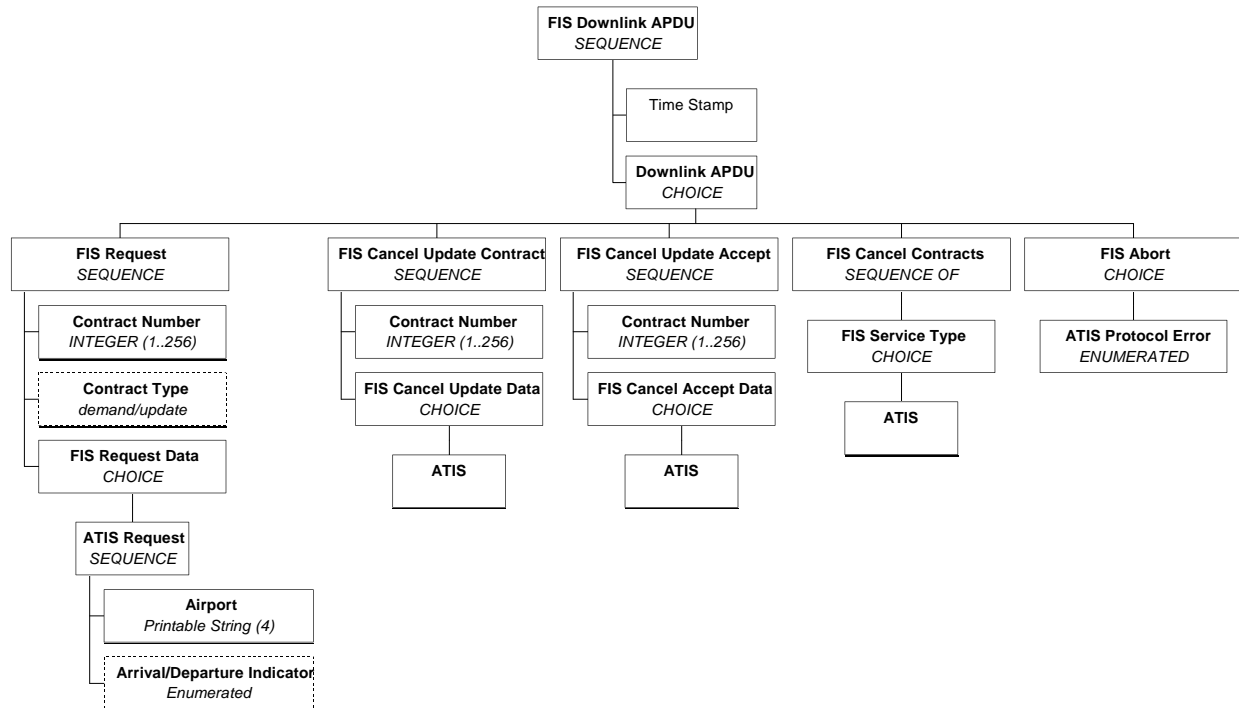 FIS Downlink APDU
SEQUENCE
Time Stamp
Downlink APDU
CHOICE
FIS Request
SEQUENCE
Contract Number
INTEGER (1..256)
Contract Type
demand/update
FIS Request Data
CHOICE
ATIS Request
SEQUENCE
Airport
Printable String (4)
Arrival/Departure Indicator
Enumerated
FIS Cancel Update Contract
SEQUENCE
Contract Number
INTEGER (1..256)
FIS Cancel Update Data
CHOICE
ATIS
FIS Cancel Update Accept
SEQUENCE
Contract Number
INTEGER (1..256)
FIS Cancel Accept Data
CHOICE
ATIS
FIS Cancel Contracts
SEQUENCE OF
FIS Service Type
CHOICE
ATIS
FIS Abort
CHOICE
ATIS Protocol Error
ENUMERATED